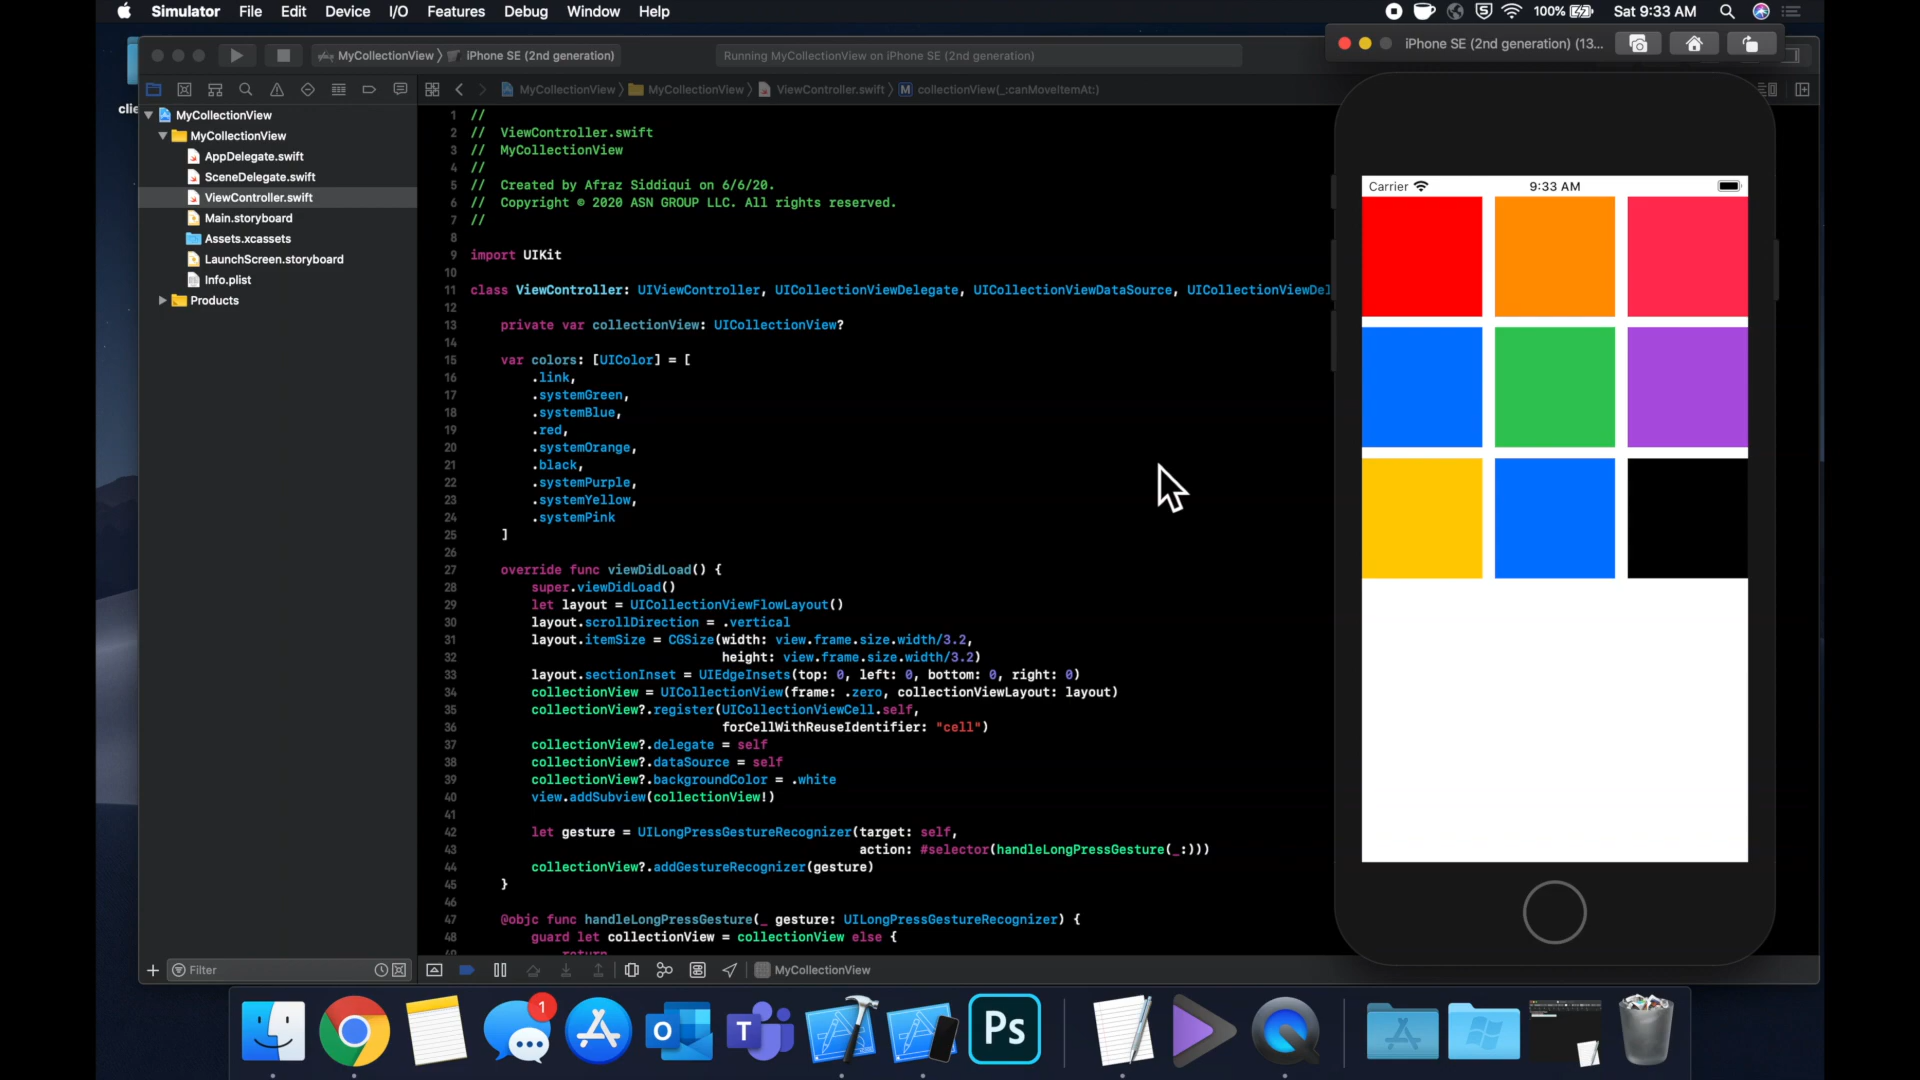 Simulator File Edit Device I/O Features Debug Window Help
100% Sat 9:33 AM
MyCollectionView iPhone SE (2nd generation)
Running MyCollectionView on iPhone SE (2nd generation)
iPhone SE (2nd generation) (13...
clie
MyCollectionView
MyCollectionView
AppDelegate.swift
SceneDelegate.swift
ViewController.swift
Main.storyboard
Assets.xcassets
LaunchScreen.storyboard
Info.plist
Products
Filter
MyCollectionView MyCollectionView ViewController.swift M collectionView(_:canMoveItemAt:)
1 //
2 // ViewController.swift
3 // MyCollectionView
4 //
5 // Created by Afraz Siddiqui on 6/6/20.
6 // Copyright © 2020 ASN GROUP LLC. All rights reserved.
7 //
8
9 import UIKit
10
11 class ViewController: UIViewController, UICollectionViewDelegate, UICollectionViewDataSource, UICollectionViewDel
12
13 private var collectionView: UICollectionView?
14
15 var colors: [UIColor] = [
16 .link,
17 .systemGreen,
18 .systemBlue,
19 .red,
20 .systemOrange,
21 .black,
22 .systemPurple,
23 .systemYellow,
24 .systemPink
25 ]
26
27 override func viewDidLoad() {
28 super.viewDidLoad()
29 let layout = UICollectionViewFlowLayout()
30 layout.scrollDirection = .vertical
31 layout.itemSize = CGSize(width: view.frame.size.width/3.2,
32 height: view.frame.size.width/3.2)
33 layout.sectionInset = UIEdgeInsets(top: 0, left: 0, bottom: 0, right: 0)
34 collectionView = UICollectionView(frame: .zero, collectionViewLayout: layout)
35 collectionView?.register(UICollectionViewCell.self,
36 forCellWithReuseIdentifier: "cell")
37 collectionView?.delegate = self
38 collectionView?.dataSource = self
39 collectionView?.backgroundColor = .white
40 view.addSubview(collectionView!)
41
42 let gesture = UILongPressGestureRecognizer(target: self,
43 action: #selector(handleLongPressGesture(_:)))
44 collectionView?.addGestureRecognizer(gesture)
45 }
46
47 @objc func handleLongPressGesture(_ gesture: UILongPressGestureRecognizer) {
48 guard let collectionView = collectionView else {
49 return
MyCollectionView
Carrier 9:33 AM
1
O
T
Ps